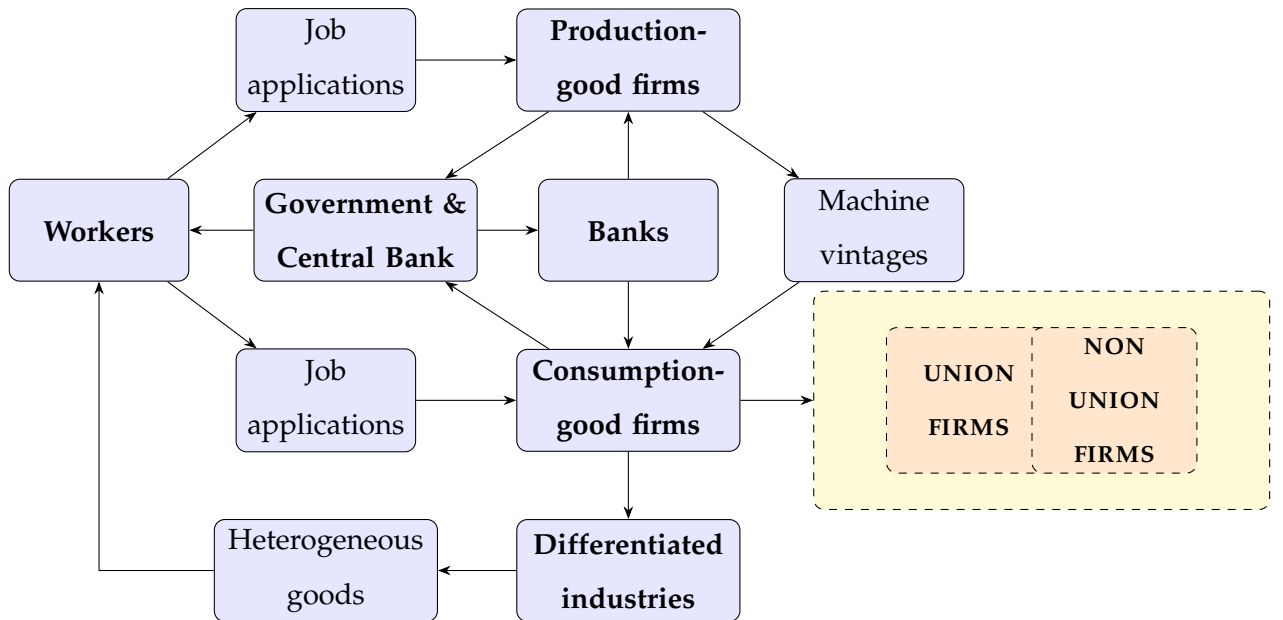 Job
applications
Production-
good firms
Workers
Government &
Central Bank
Banks
Machine
vintages
Job
applications
Consumption-
good firms
UNION
FIRMS
NON
UNION
FIRMS
Heterogeneous
goods
Differentiated
industries